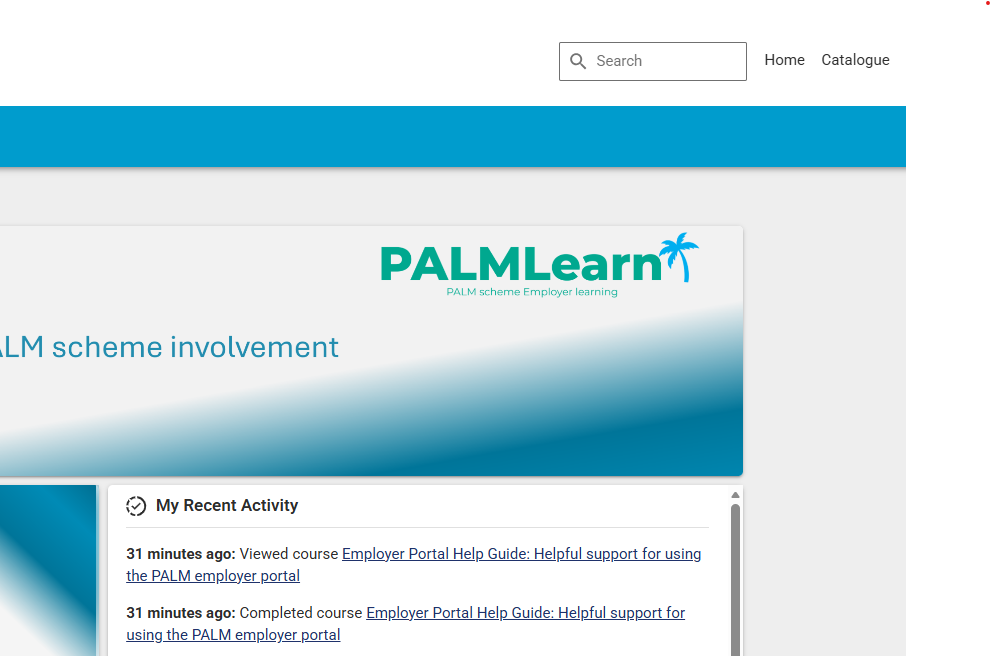 Search
Home
Catalogue
PALMLearn
PALM scheme Employer learning
LM scheme involvement
My Recent Activity
31 minutes ago: Viewed course Employer Portal Help Guide: Helpful support for using
the PALM employer portal
31 minutes ago: Completed course Employer Portal Help Guide: Helpful support for
using the PALM employer portal